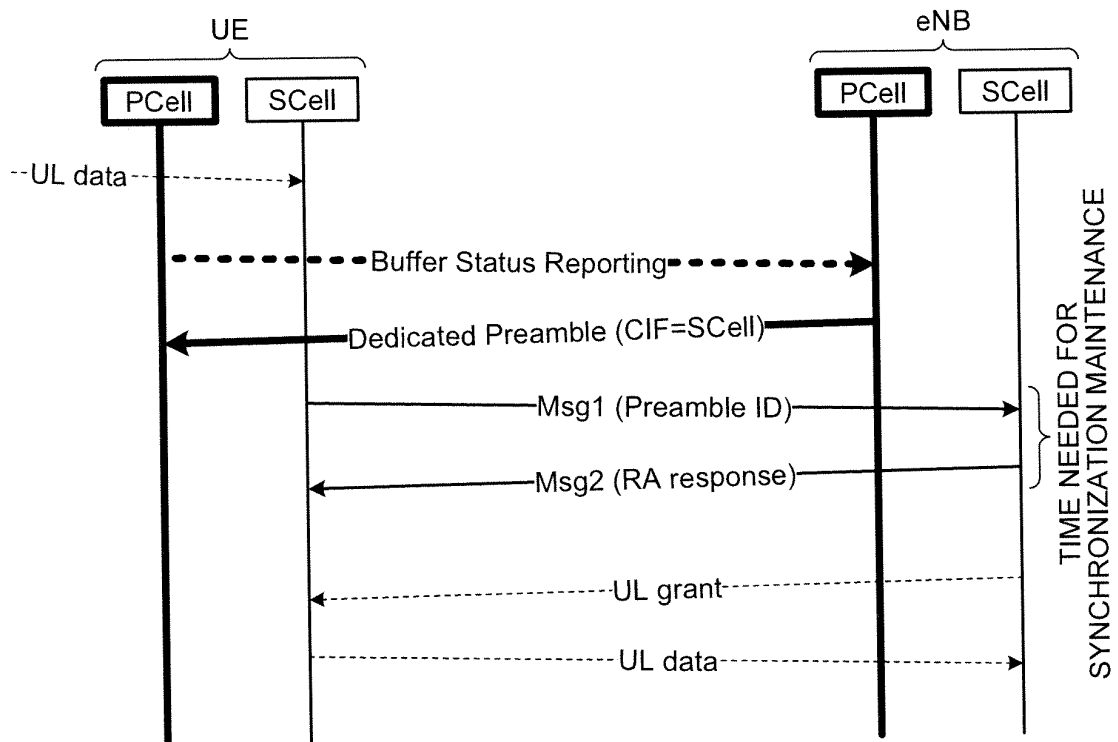 UE
eNB
PCell
SCell
PCell
SCell
UL data
Buffer Status Reporting
Dedicated Preamble (CIF=SCell)
Msg1 (Preamble ID)
Msg2 (RA response)
UL grant
UL data
TIME NEEDED FOR
SYNCHRONIZATION MAINTENANCE